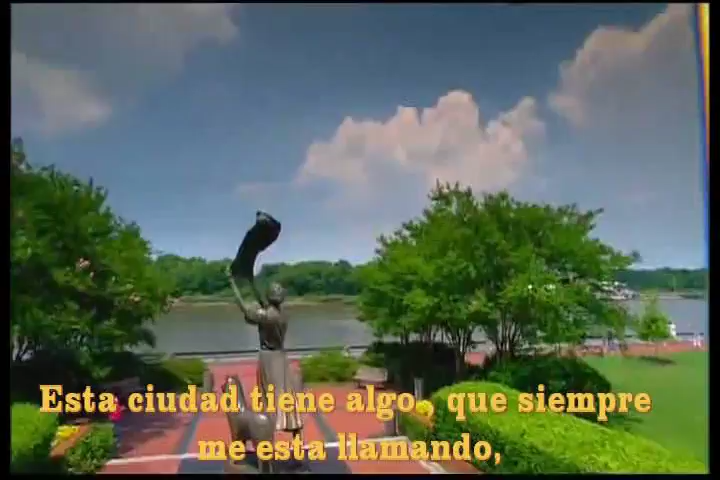 Esta ciudad tiene algo, que siempre
me esta llamando,